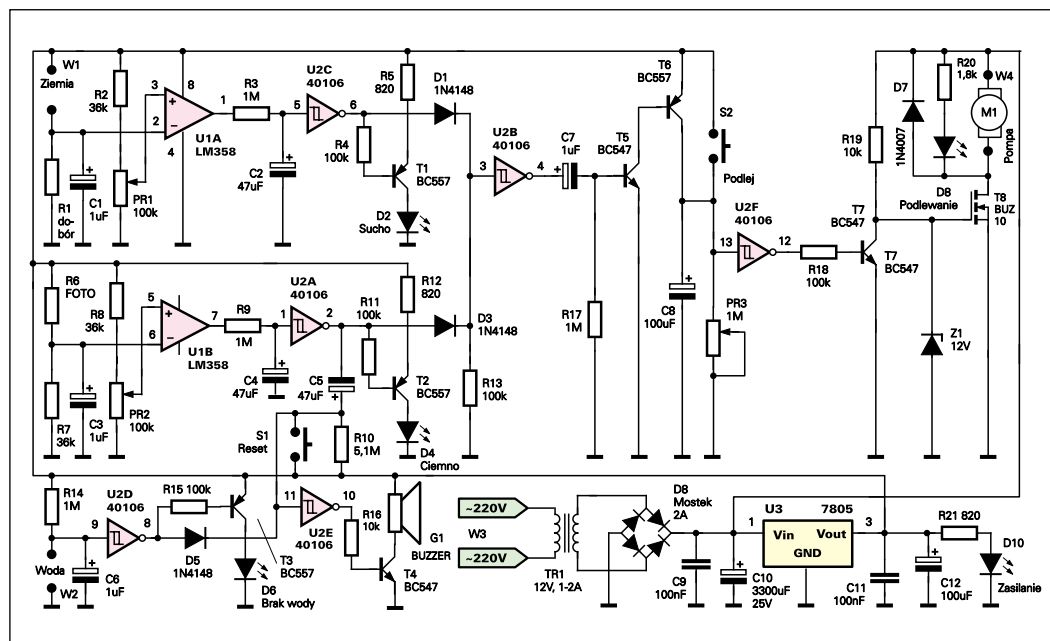 W1
Ziemia
R2
36k
3
2
8
4
1
U1A
LM358
R1
do-
bór
C1
1uF
PR1
100k
R3
1M
C2
47uF
U2C
40106
5
6
R4
100k
R5
820
T1
BC557
D2
Sucho
D1
1N4148
U2B
40106
3
4
C7
1uF
T5
BC547
T6
BC557
S2
Podlej
R17
1M
C8
100uF
U2F
40106
13
12
PR3
1M
R18
100k
T7
BC547
T7
BC547
R19
10k
D7
1N4007
R20
1,8k
W4
M1
Pompa
D8
Podlewanie
T8
BUZ
10
Z1
12V
R6
FOTO
R8
36k
5
6
7
U1B
LM358
R7
36k
C3
1uF
PR2
100k
R9
1M
C4
47uF
U2A
40106
1
2
C5
47uF
R11
100k
R12
820
T2
BC557
D4
Ciemno
D3
1N4148
R13
100k
S1
Reset
R10
5,1M
R14
1M
U2D
40106
9
8
Woda
W2
C6
1uF
R15 100k
D5
1N4148
T3
BC557
D6
Brak wody
11
10
U2E
40106
R16
10k
G1
BUZZER
T4
BC547
~220V
W3
~220V
TR1
12V, 1-2A
D8
Mostek
2A
C9
100nF
C10
3300uF
25V
U3
7805
1
3
Vin
Vout
GND
C11
100nF
C12
100uF
R21 820
D10
Zasilanie